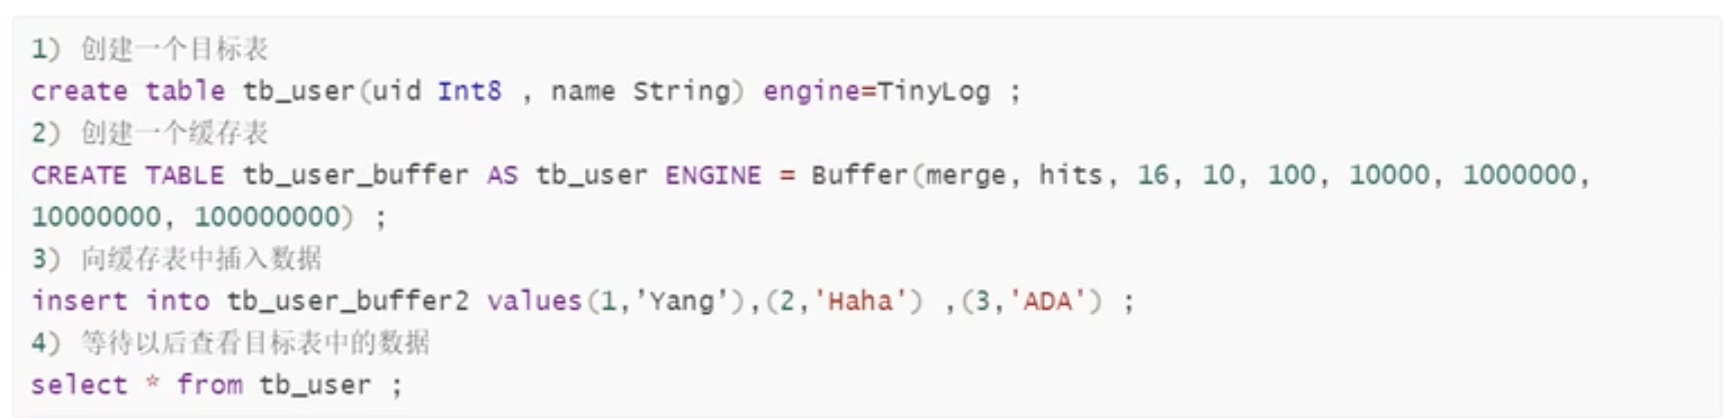 1) 创建一个目标表
create table tb_user(uid Int8 , name String) engine=TinyLog ;
2) 创建一个缓存表
CREATE TABLE tb_user_buffer AS tb_user ENGINE = Buffer(merge, hits, 16, 10, 100, 10000, 1000000,
10000000, 100000000) ;
3) 向缓存表中插入数据
insert into tb_user_buffer2 values(1,’Yang’),(2,'Haha') ,(3,'ADA') ;
4) 等待以后查看目标表中的数据
select * from tb_user ;